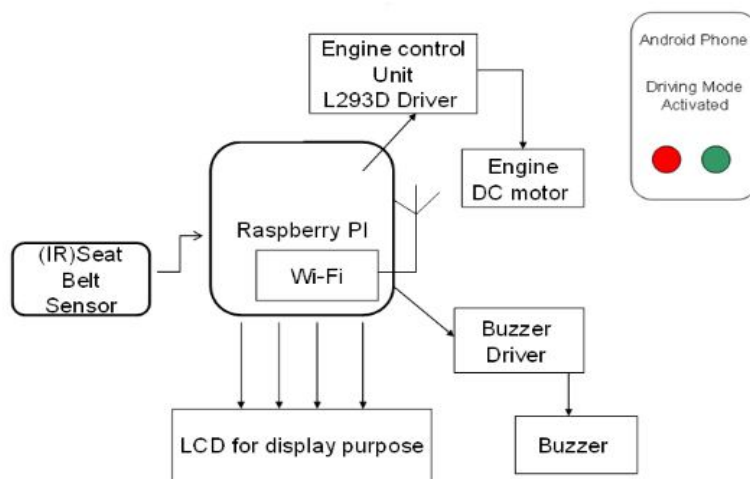 Engine control
Unit
L293D Driver
Android Phone
Driving Mode
Activated
Engine
DC motor
Raspberry PI
Wi-Fi
(IR)Seat
Belt
Sensor
Buzzer
Driver
LCD for display purpose
Buzzer